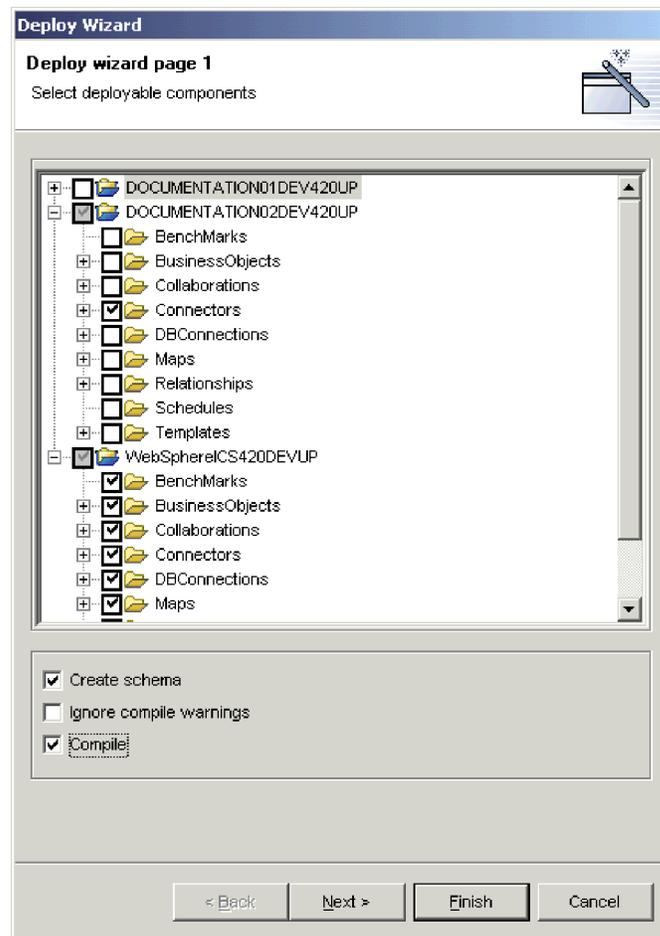 Deploy Wizard
Deploy wizard page 1
Select deployable components
DOCUMENTATION01DEV420UP
DOCUMENTATION02DEV420UP
BenchMarks
BusinessObjects
Collaborations
Connectors
DBConnections
Maps
Relationships
Schedules
Templates
WebSphereICS420DEVUP
BenchMarks
BusinessObjects
Collaborations
Connectors
DBConnections
Maps
Create schema
Ignore compile warnings
Compile
< Back Next > Finish Cancel